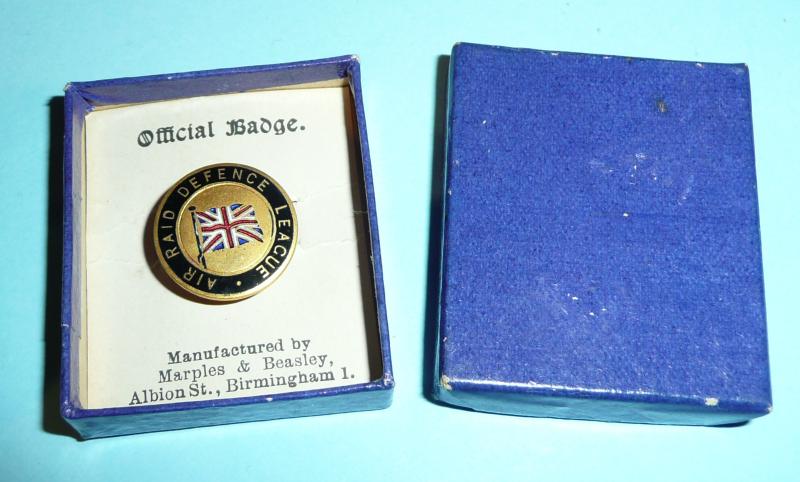 Official Badge.
AIR RAID DEFENCE LEAGUE •
Manufactured by
Marples & Beasley,
Albion St., Birmingham 1.